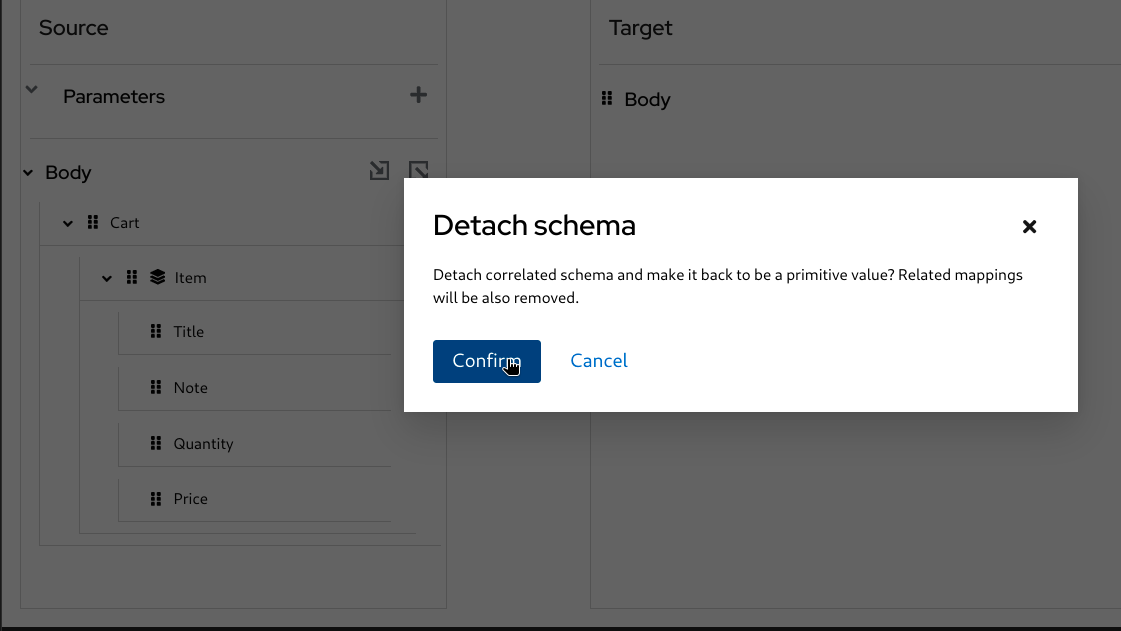 Source
Target
Parameters
Body
Body
Cart
Item
Title
Note
Quantity
Price
Detach schema
Detach correlated schema and make it back to be a primitive value? Related mappings
will be also removed.
Confirm
Cancel